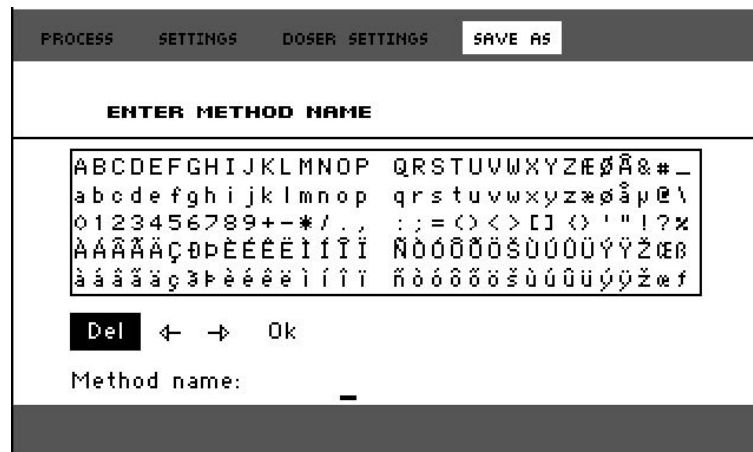 PROCESS SETTINGS DOSER SETTINGS SAVE AS
ENTER METHOD NAME
ABCDEFGHIJKLMNOP QRSTUVWXYZÆØÅ&#_
abcdefghijklmnop qrstuvwxyzæøåµ@\
0123456789+-*/., :;=()<>[]{}'"!?%
ÀÁÂÃÄÇÐÞÈÉÊËÌÍÎÏ ÑÒÓÔÕÖŠÙÚÛÜÝŸŽŒß
àáâãäçðþèéêëìíîï ñòóôõöšùúûüýÿžœƒ
Del Ok
Method name: